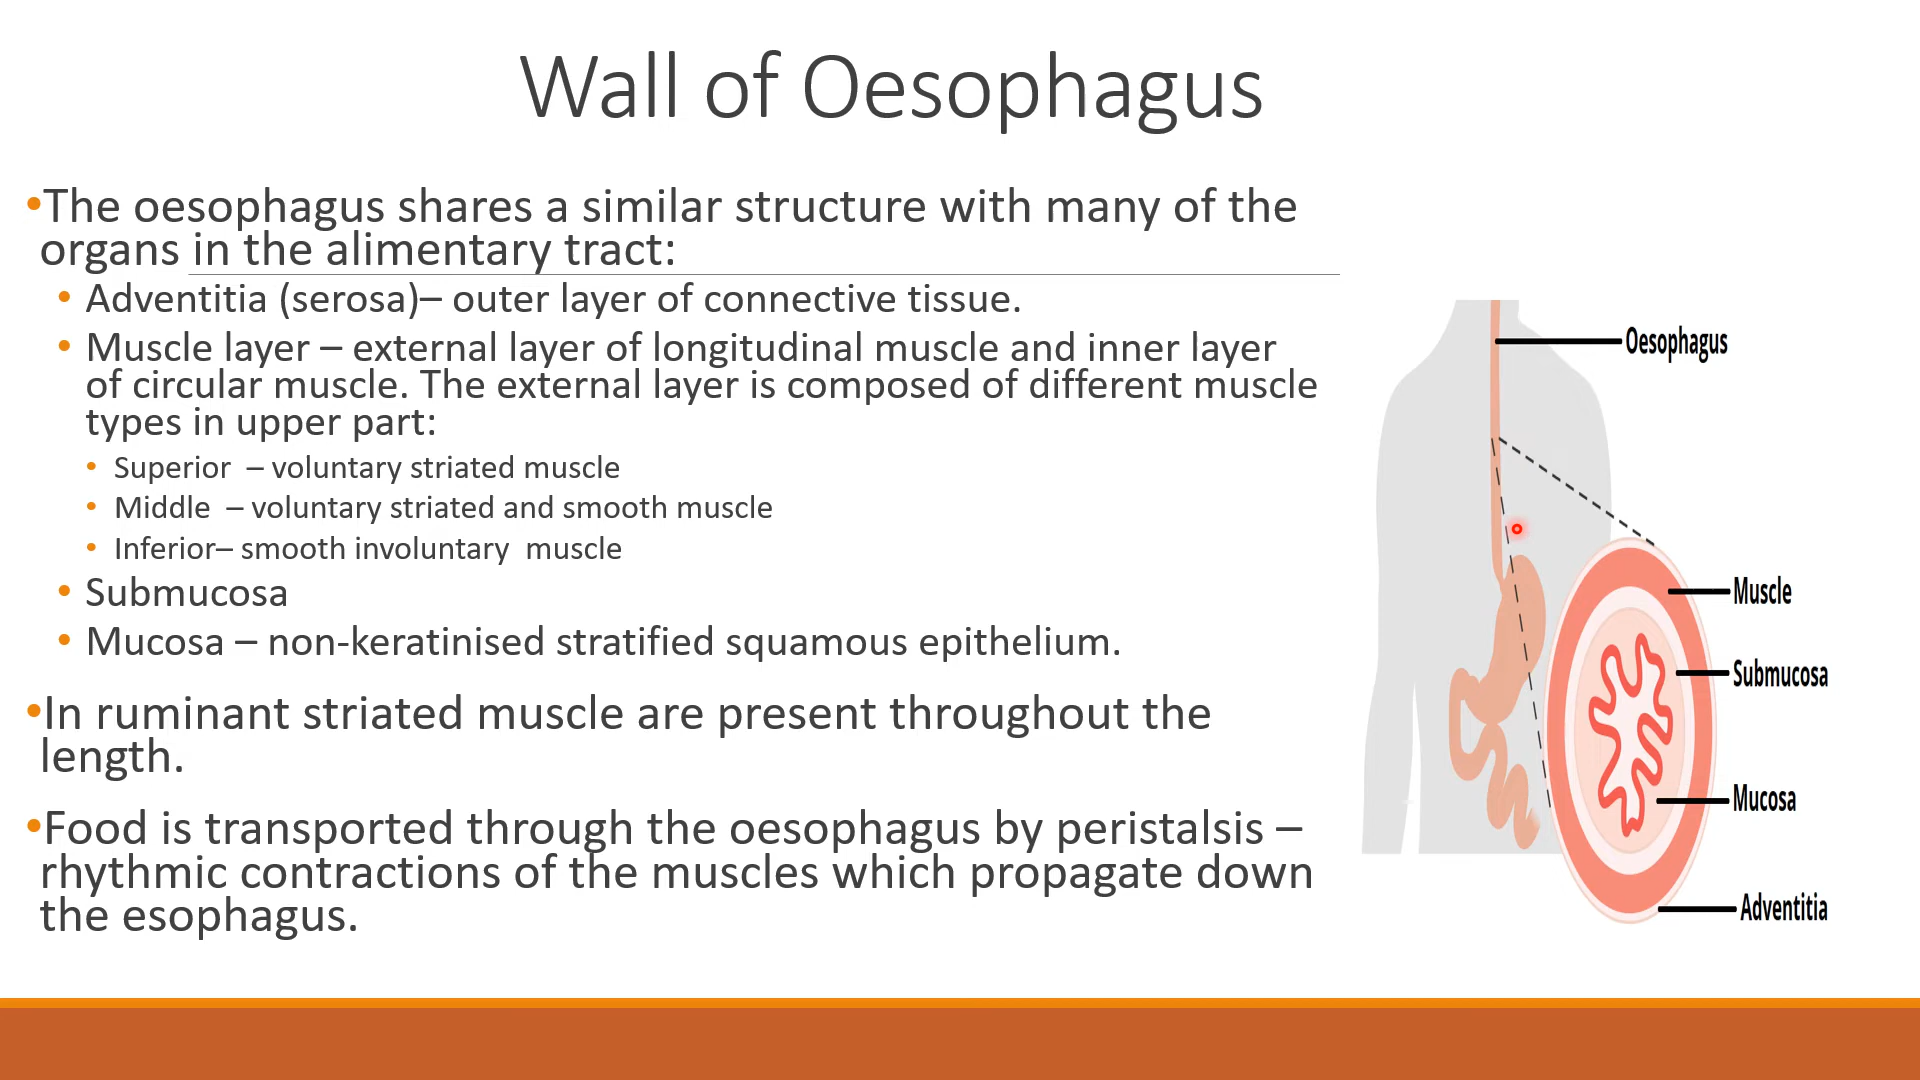 Wall of Oesophagus
•The oesophagus shares a similar structure with many of the
organs in the alimentary tract:
• Adventitia (serosa)– outer layer of connective tissue.
• Muscle layer – external layer of longitudinal muscle and inner layer
of circular muscle. The external layer is composed of different muscle
types in upper part:
• Superior – voluntary striated muscle
• Middle – voluntary striated and smooth muscle
• Inferior– smooth involuntary muscle
• Submucosa
• Mucosa – non-keratinised stratified squamous epithelium.
•In ruminant striated muscle are present throughout the
length.
•Food is transported through the oesophagus by peristalsis –
rhythmic contractions of the muscles which propagate down
the esophagus.
Oesophagus
Muscle
Submucosa
Mucosa
Adventitia